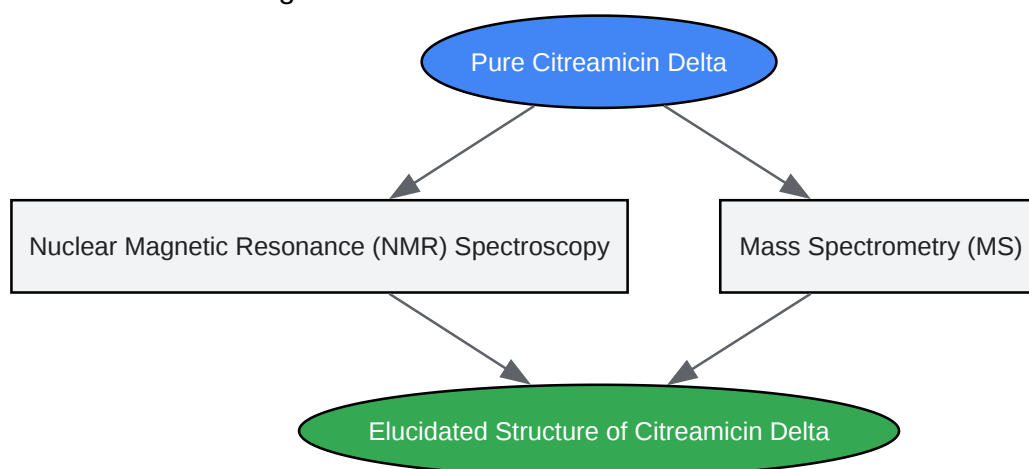 Pure Citreamicin Delta
Nuclear Magnetic Resonance (NMR) Spectroscopy
Mass Spectrometry (MS)
Elucidated Structure of Citreamicin Delta